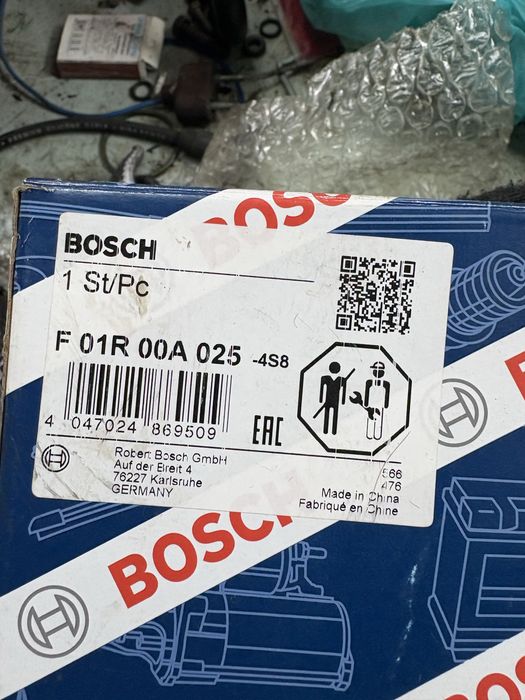 BOSCH
BOSCH
1 St/Pc
F 01R 00A 025 -4S8
4 047024 869509
EAC
Robert Bosch GmbH
Auf der Breit 4
76227 Karlsruhe
GERMANY
566
476
Made in China
Fabriqué en Chine
BOSCH
BOS